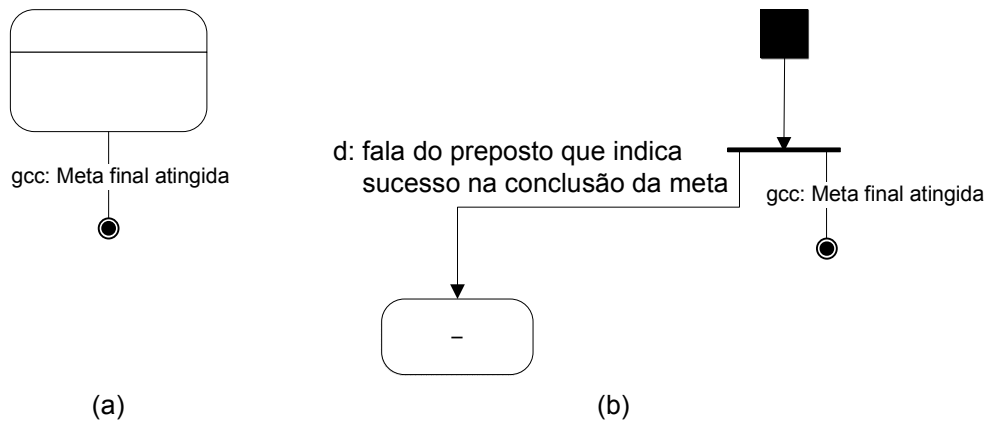 gcc: Meta final atingida
d: fala do preposto que indica
sucesso na conclusão da meta
gcc: Meta final atingida
–
(a)
(b)